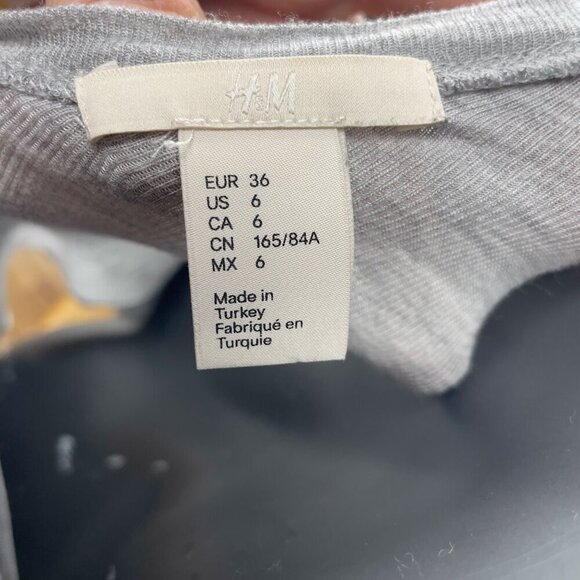 H&M
EUR 36
US 6
CA 6
CN 165/84A
MX 6
Made in
Turkey
Fabriqué en
Turquie